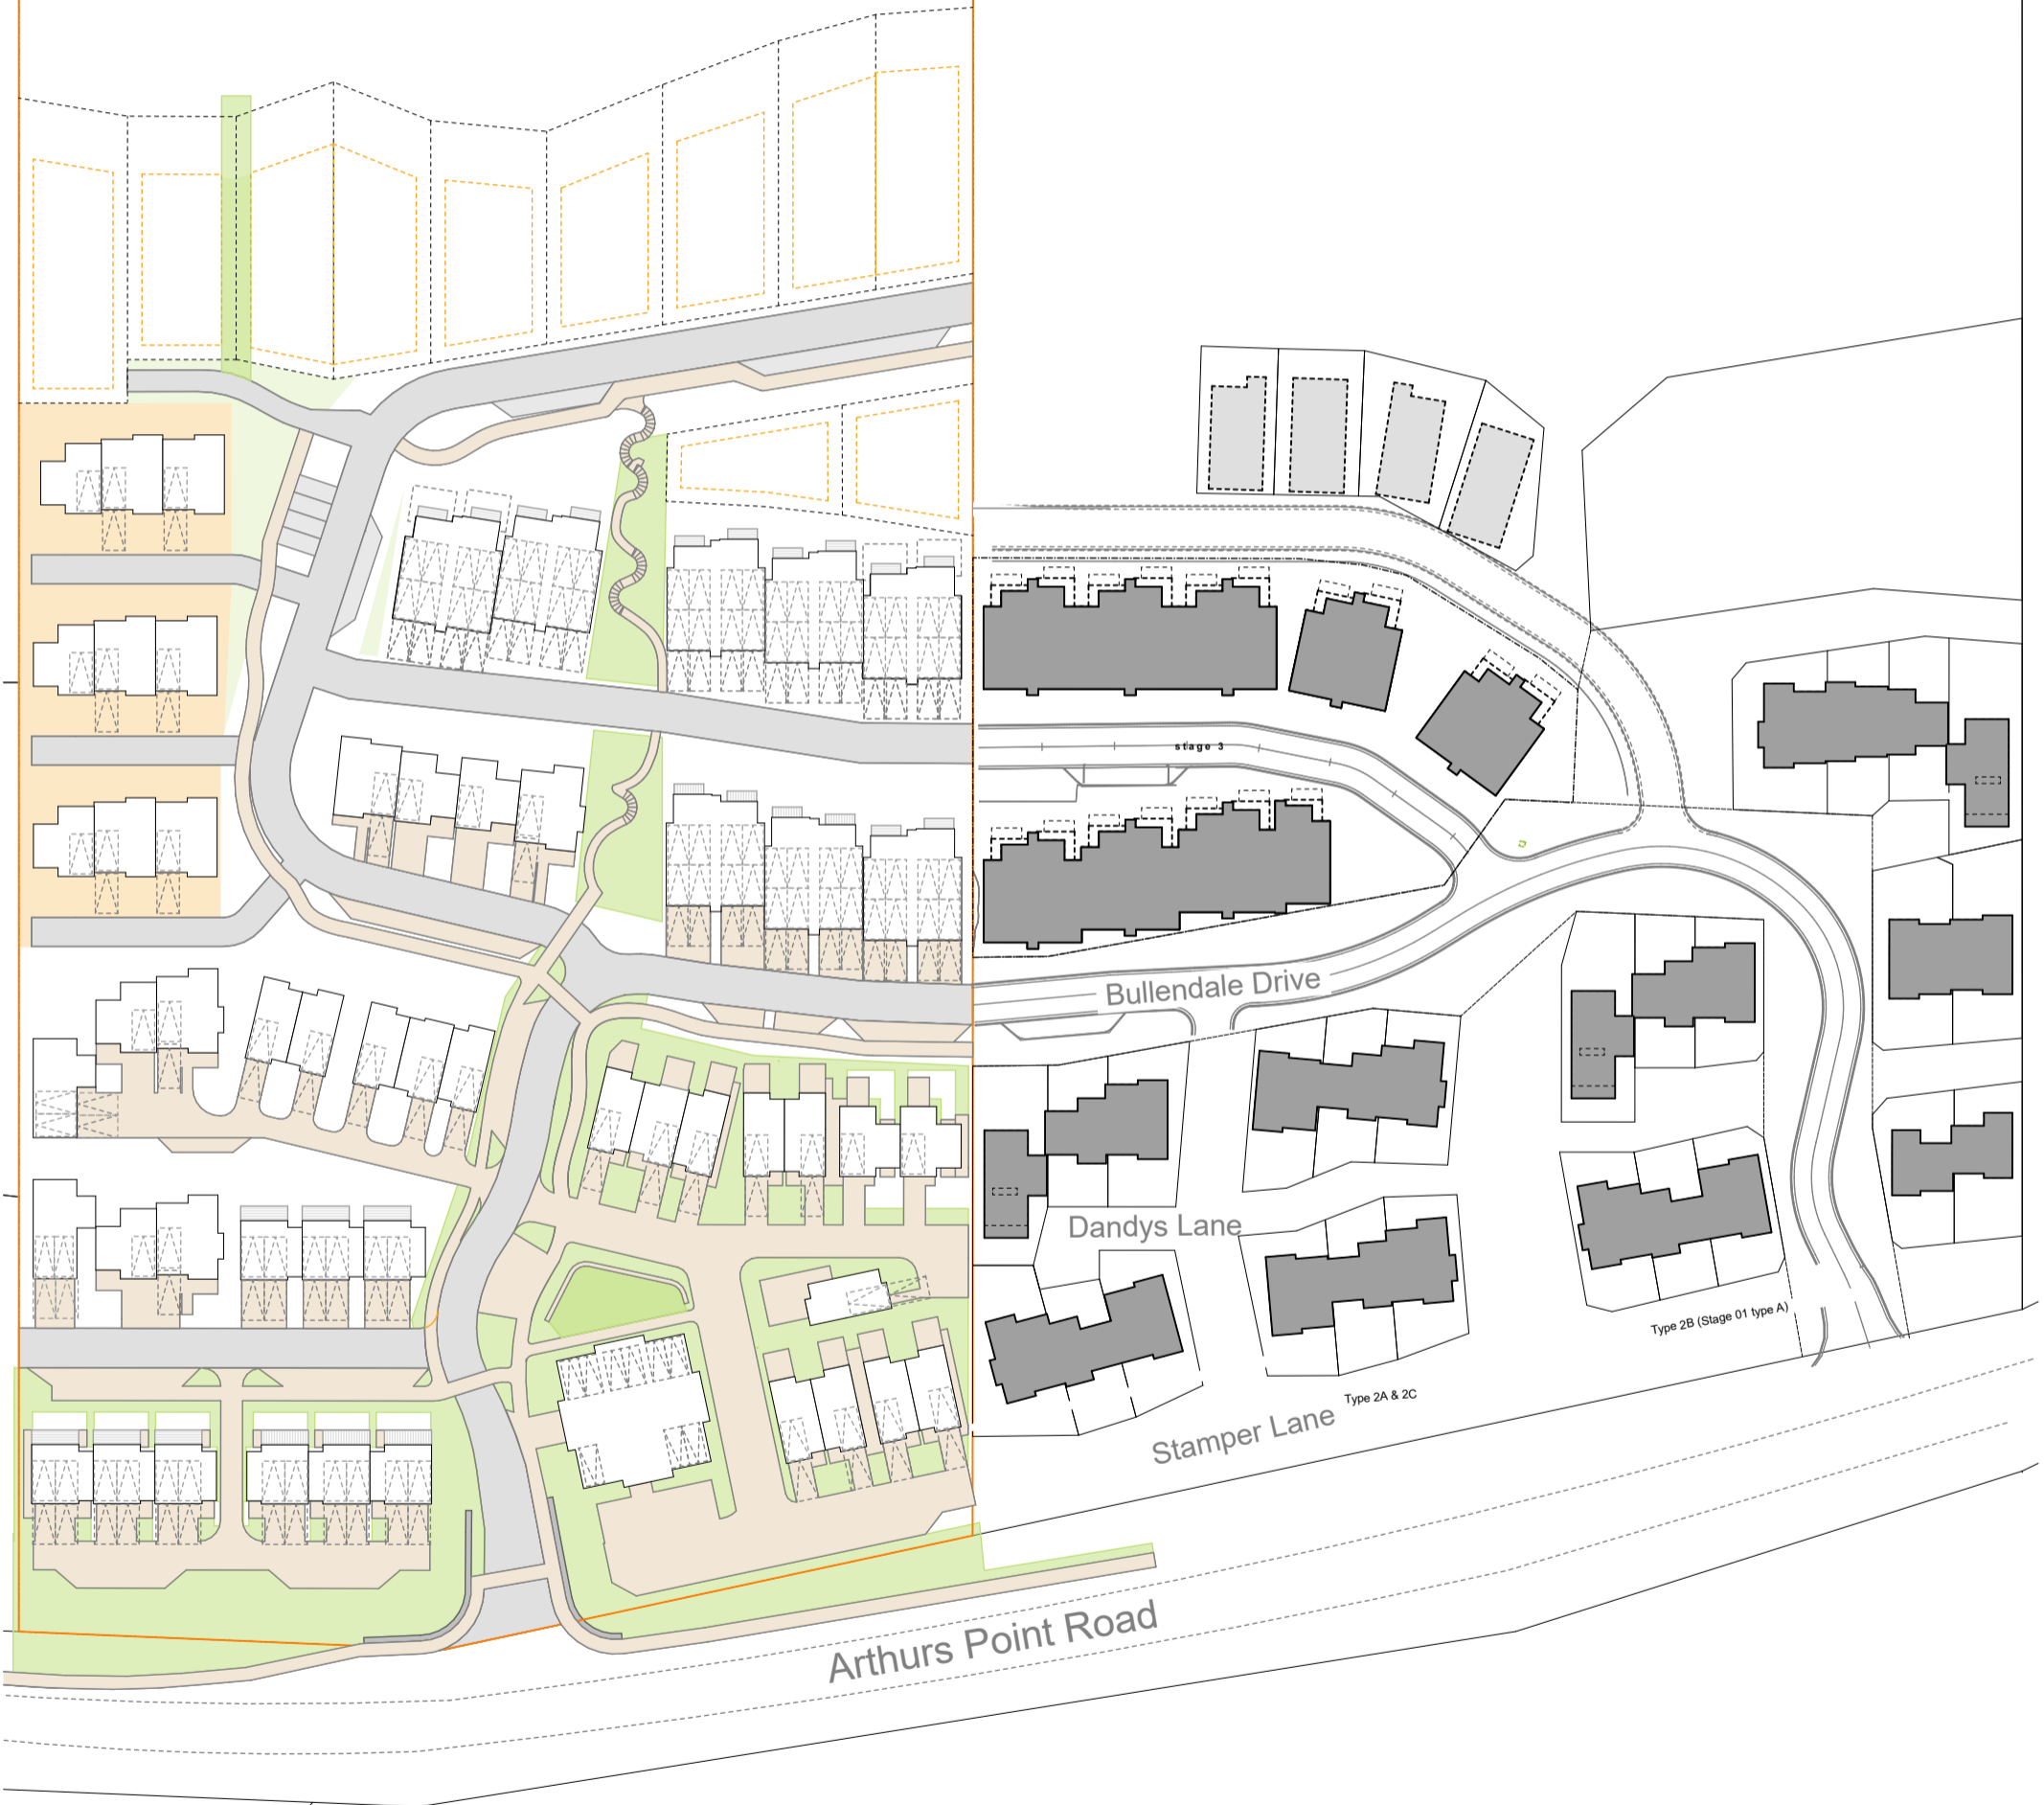 stage 3
Bullendale Drive
Dandys Lane
Type 2B (Stage 01 type A)
Type 2A & 2C
Stamper Lane
Arthurs Point Road